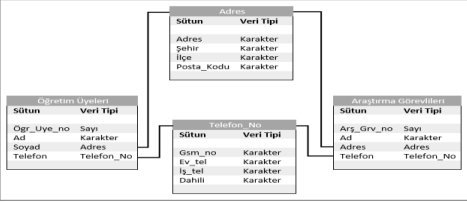 Adres
Sütun Veri Tipi
Adres Karakter
Şehir Karakter
İlçe Karakter
Posta_Kodu Karakter
Öğretim Üyeleri
Sütun Veri Tipi
Ögr_Uye_no Sayı
Ad Karakter
Soyad Adres
Telefon Telefon_No
Telefon_No
Sütun Veri Tipi
Gsm_no Karakter
Ev_tel Karakter
İş_tel Karakter
Dahili Karakter
Araştırma Görevlileri
Sütun Veri Tipi
Arş_Grv_no Sayı
Ad Karakter
Adres Adres
Telefon Telefon_No